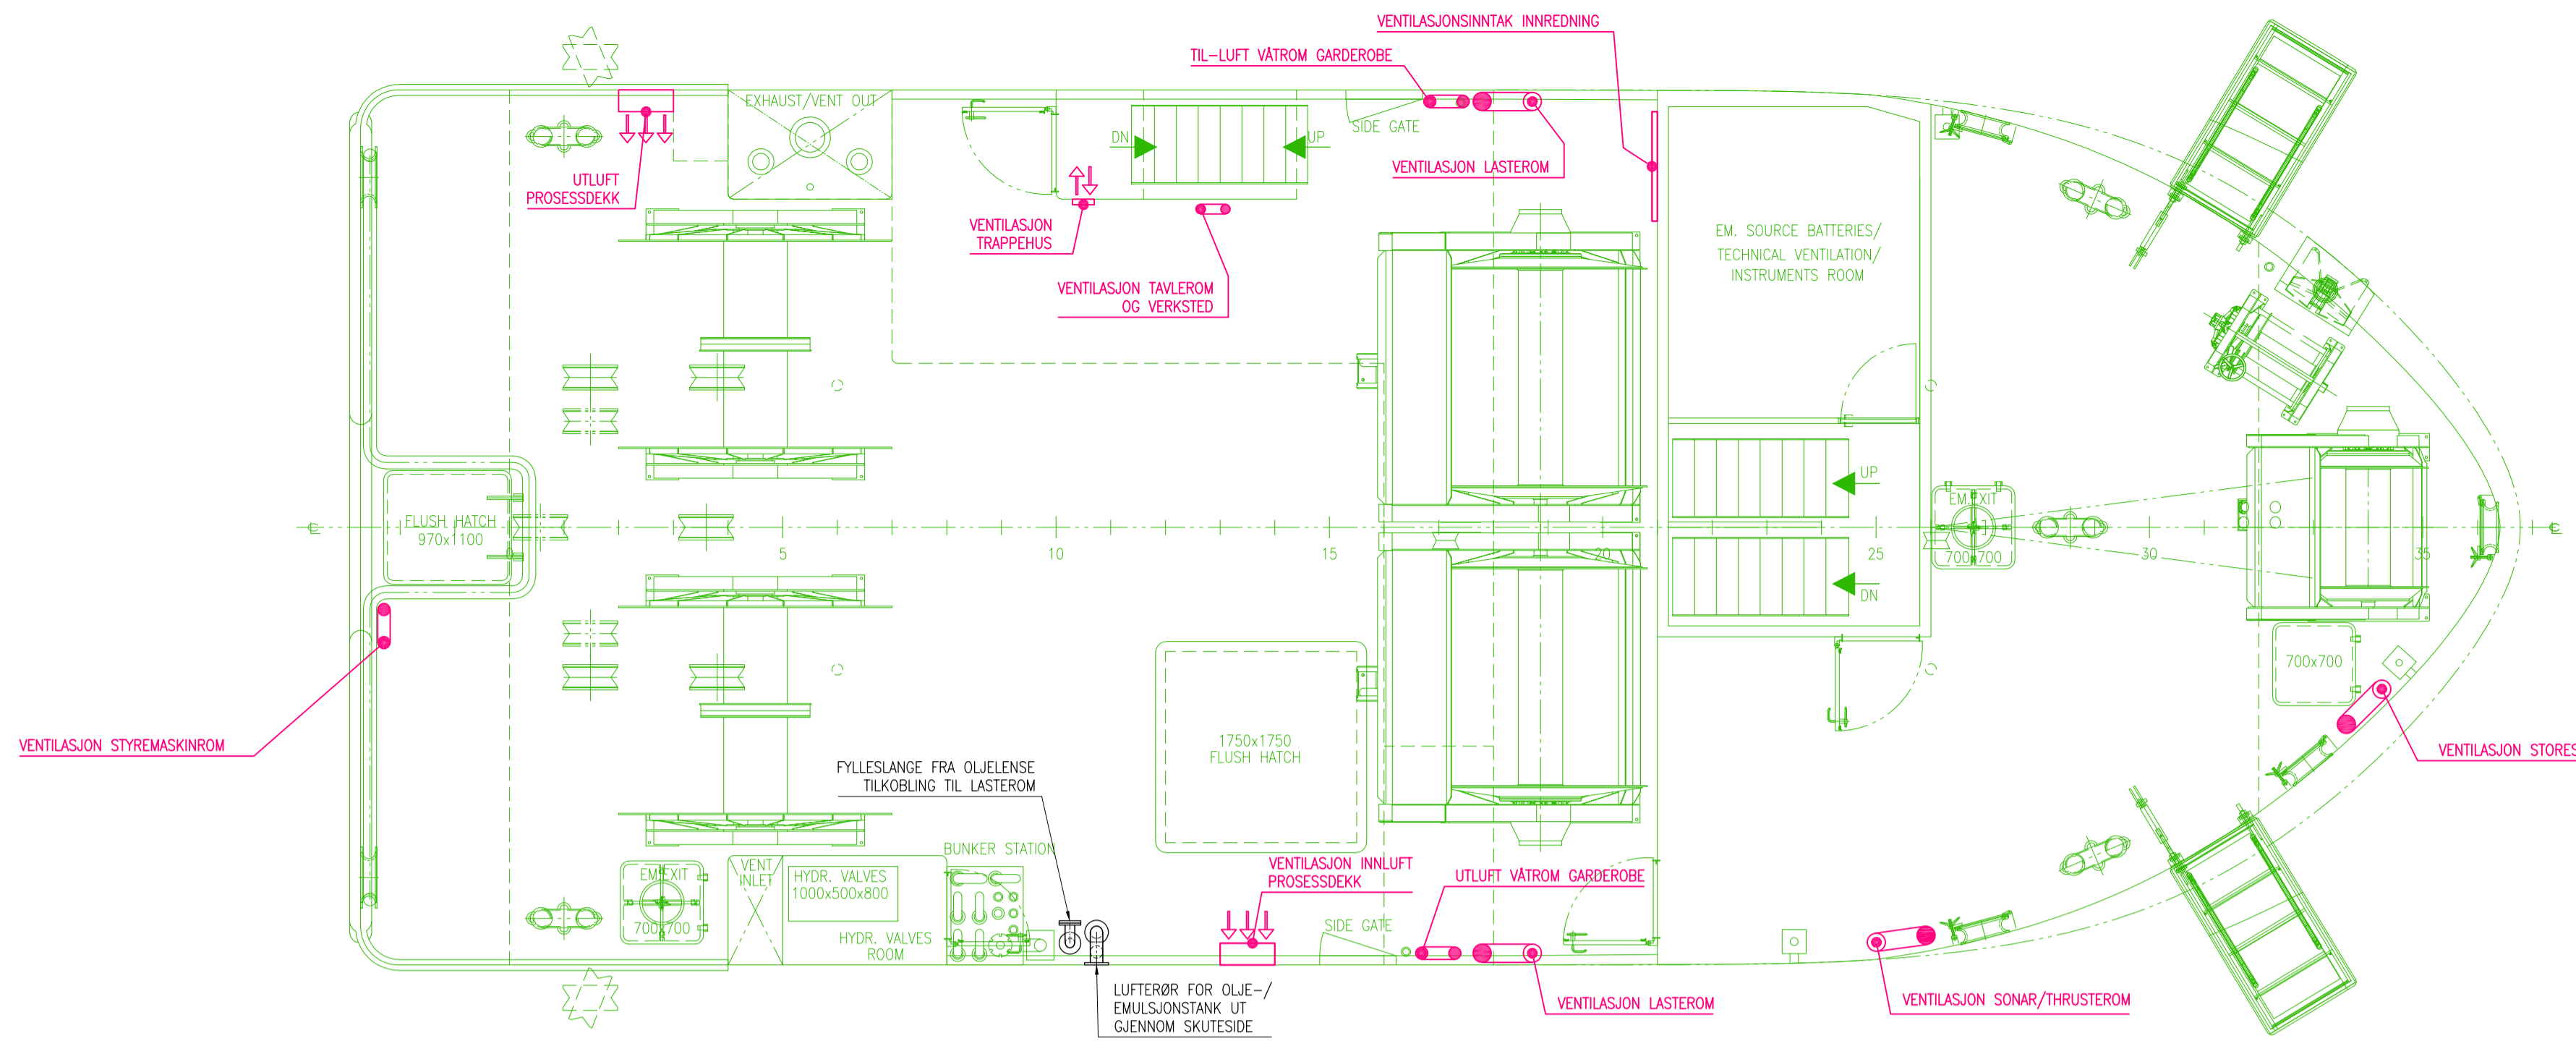 VENTILASJONSINNTAK INNREDNING
TIL-LUFT VÅTROM GARDEROBE
EXHAUST/VENT OUT
SIDE GATE
DN
UP
VENTILASJON LASTEROM
UTLUFT
PROSESSDEKK
VENTILASJON
TRAPPEHUS
EM. SOURCE BATTERIES/
TECHNICAL VENTILATION/
INSTRUMENTS ROOM
VENTILASJON TAVLEROM
OG VERKSTED
UP
EM.EXIT
700x700
FLUSH HATCH
970x1100
0
5
10
15
20
25
30
35
DN
700x700
VENTILASJON STYREMASKINROM
1750x1750
FLUSH HATCH
VENTILASJON STORES
FYLLESLANGE FRA OLJELENSE
TILKOBLING TIL LASTEROM
BUNKER STATION
VENT
INLET
EM.EXIT
700x700
HYDR. VALVES
1000x500x800
HYDR. VALVES
ROOM
VENTILASJON INNLUFT
PROSESSDEKK
UTLUFT VÅTROM GARDEROBE
SIDE GATE
LUFTERØR FOR OLJE-/
EMULSJONSTANK UT
GJENNOM SKUTESIDE
VENTILASJON LASTEROM
VENTILASJON SONAR/THRUSTEROM